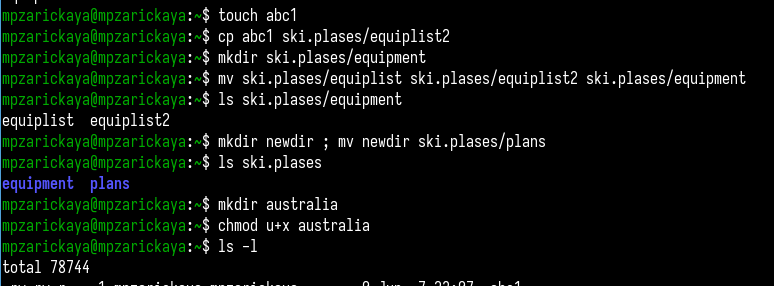 mpzarickaya@mpzarickaya:~$ touch abc1
mpzarickaya@mpzarickaya:~$ cp abc1 ski.plases/equiplist2
mpzarickaya@mpzarickaya:~$ mkdir ski.plases/equipment
mpzarickaya@mpzarickaya:~$ mv ski.plases/equiplist ski.plases/equiplist2 ski.plases/equipment
mpzarickaya@mpzarickaya:~$ ls ski.plases/equipment
equiplist  equiplist2
mpzarickaya@mpzarickaya:~$ mkdir newdir ; mv newdir ski.plases/plans
mpzarickaya@mpzarickaya:~$ ls ski.plases
equipment  plans
mpzarickaya@mpzarickaya:~$ mkdir australia
mpzarickaya@mpzarickaya:~$ chmod u+x australia
mpzarickaya@mpzarickaya:~$ ls -l
total 78744